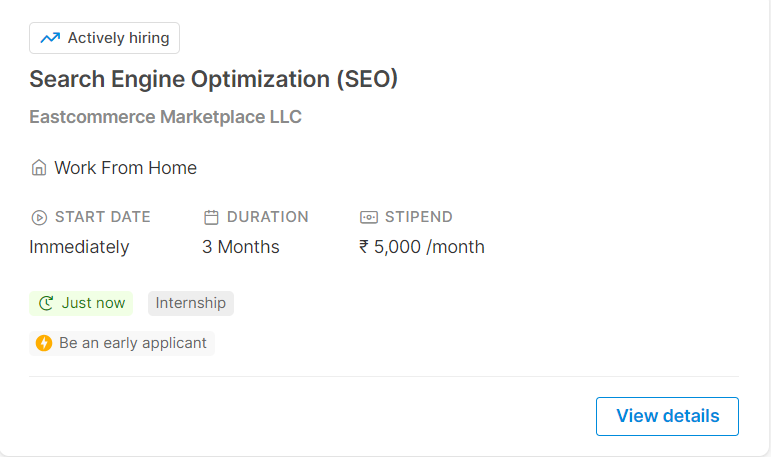 Actively hiring
Search Engine Optimization (SEO)
Eastcommerce Marketplace LLC
Work From Home
START DATE DURATION STIPEND
Immediately 3 Months ₹ 5,000 /month
Just now Internship
Be an early applicant
View details